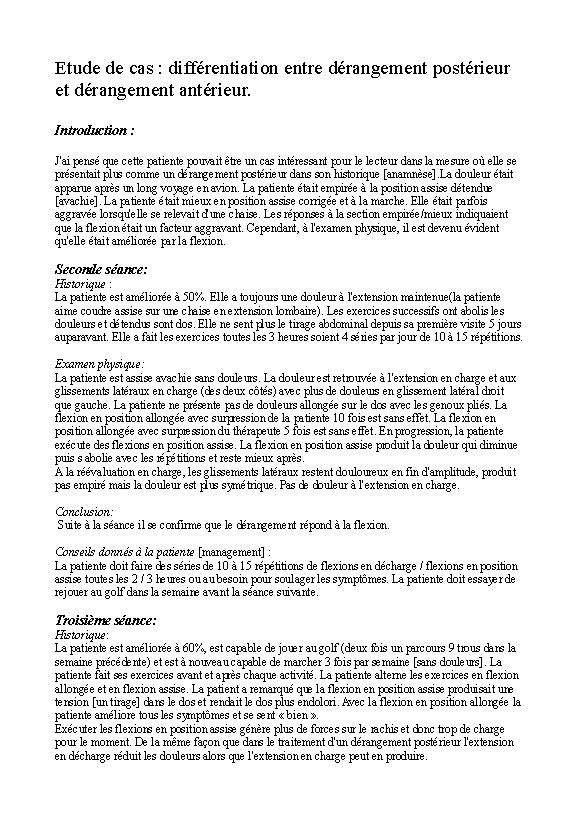 Etude de cas : différentiation entre dérangement postérieur
et dérangement antérieur.
Introduction :
J'ai pensé que cette patiente pouvait être un cas intéressant pour le lecteur dans la mesure où elle se
présentait plus comme un dérangement postérieur dans son historique [anamnèse].La douleur était
apparue après un long voyage en avion. La patiente était empirée à la position assise détendue
[avachie]. La patiente était mieux en position assise corrigée et à la marche. Elle était parfois
aggravée lorsqu'elle se relevait d'une chaise. Les réponses à la section empirée/mieux indiquaient
que la flexion était un facteur aggravant. Cependant, à l'examen physique, il est devenu évident
qu'elle était améliorée par la flexion.
Seconde séance:
Historique :
La patiente est améliorée à 50%. Elle a toujours une douleur à l'extension maintenue(la patiente
aime coudre assise sur une chaise en extension lombaire). Les exercices successifs ont abolis les
douleurs et détendus sont dos. Elle ne sent plus le tirage abdominal depuis sa première visite 5 jours
auparavant. Elle a fait les exercices toutes les 3 heures soient 4 séries par jour de 10 à 15 répétitions.
Examen physique:
La patiente est assise avachie sans douleurs. La douleur est retrouvée à l'extension en charge et aux
glissements latéraux en charge (des deux côtés) avec plus de douleurs en glissement latéral droit
que gauche. La patiente ne présente pas de douleurs allongée sur le dos avec les genoux pliés. La
flexion en position allongée avec surpression de la patiente 10 fois est sans effet. La flexion en
position allongée avec surpression du thérapeute 5 fois est sans effet. En progression, la patiente
exécute des flexions en position assise. La flexion en position assise produit la douleur qui diminue
puis s abolie avec les répétitions et reste mieux après.
A la réévaluation en charge, les glissements latéraux restent douloureux en fin d'amplitude, produit
pas empiré mais la douleur est plus symétrique. Pas de douleur à l'extension en charge.
Conclusion:
Suite à la séance il se confirme que le dérangement répond à la flexion.
Conseils donnés à la patiente [management] :
La patiente doit faire des séries de 10 à 15 répétitions de flexions en décharge / flexions en position
assise toutes les 2 / 3 heures ou au besoin pour soulager les symptômes. La patiente doit essayer de
rejouer au golf dans la semaine avant la séance suivante.
Troisième séance:
Historique:
La patiente est améliorée à 60%, est capable de jouer au golf (deux fois un parcours 9 trous dans la
semaine précédente) et est à nouveau capable de marcher 3 fois par semaine [sans douleurs]. La
patiente fait ses exercices avant et après chaque activité. La patiente alterne les exercices en flexion
allongée et en flexion assise. La patient a remarqué que la flexion en position assise produisait une
tension [un tirage] dans le dos et rendait le dos plus endolori. Avec la flexion en position allongée la
patiente améliore tous les symptômes et se sent « bien ».
Exécuter les flexions en position assise génère plus de forces sur le rachis et donc trop de charge
pour le moment. De la même façon que dans le traitement d'un dérangement postérieur l'extension
en décharge réduit les douleurs alors que l'extension en charge peut en produire.